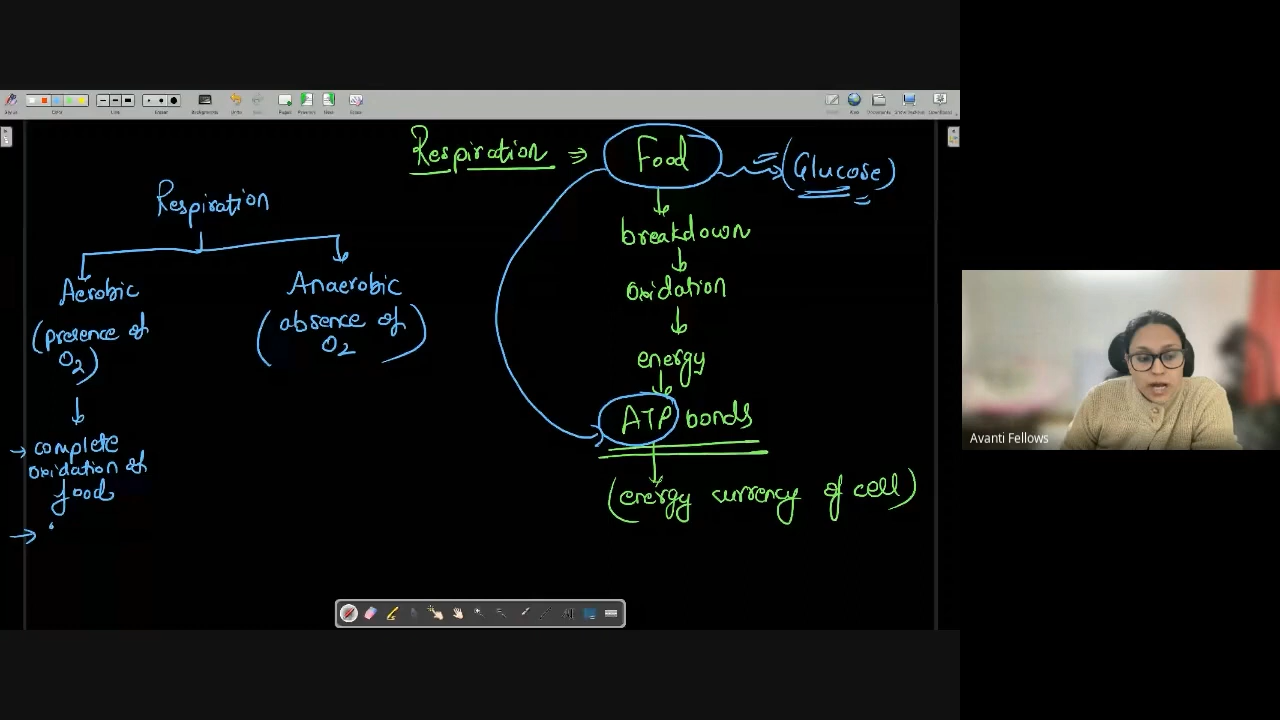 Respiration ⇒ Food (Glucose)
breakdown
oxidation
energy
ATP bonds
(energy currency of cell)
Respiration
Aerobic
(presence of
O2)
→ complete
oxidation of
food
→
Anaerobic
(absence of
O2)
Avanti Fellows